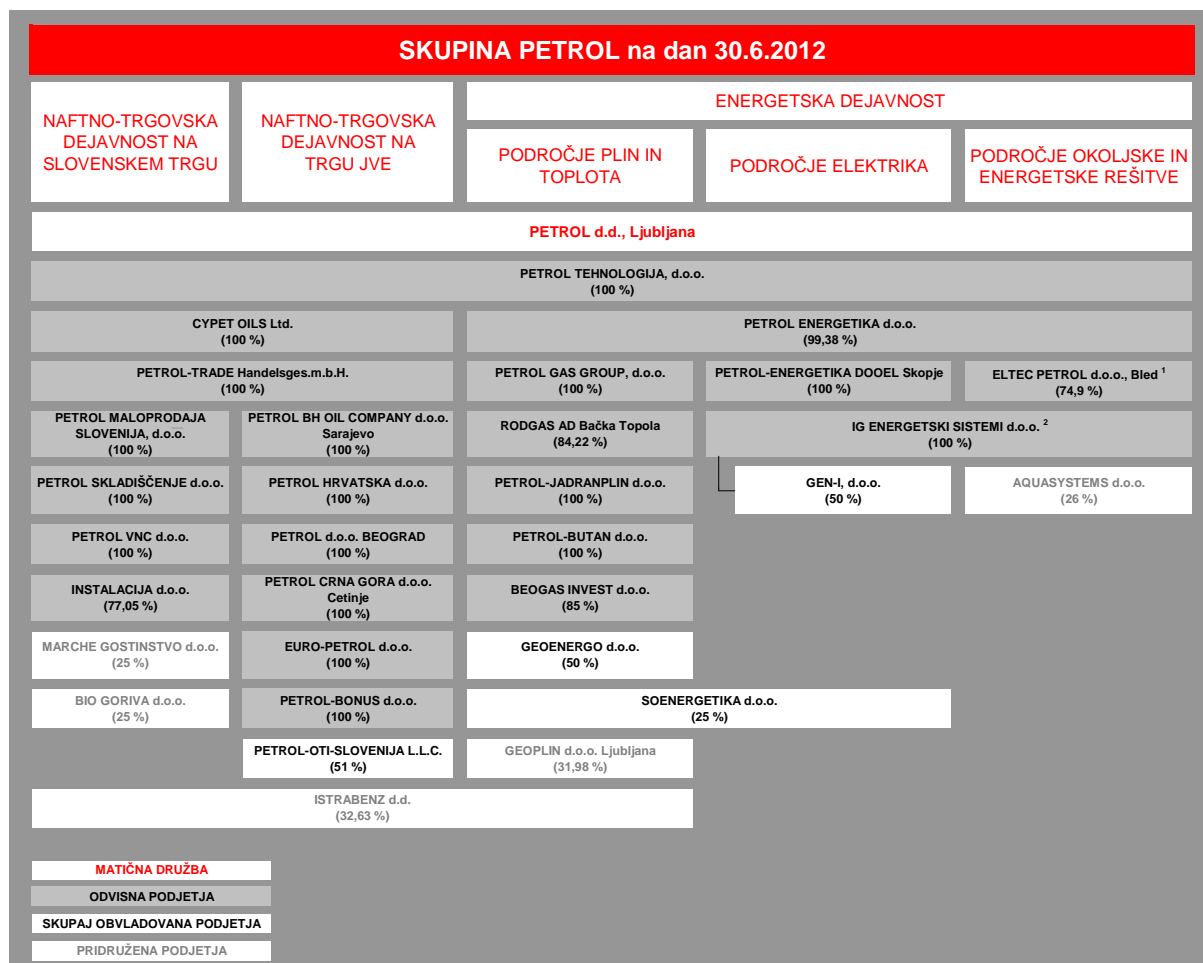 SKUPINA PETROL na dan 30.6.2012
NAFTNO-TRGOVSKA
DEJAVNOST NA
SLOVENSKEM TRGU
NAFTNO-TRGOVSKA
DEJAVNOST NA
TRGU JVE
ENERGETSKA DEJAVNOST
PODROČJE PLIN IN
TOPLOTA
PODROČJE ELEKTRIKA
PODROČJE OKOLJSKE IN
ENERGETSKE REŠITVE
PETROL d.d., Ljubljana
PETROL TEHNOLOGIJA, d.o.o.
(100 %)
CYPET OILS Ltd.
(100 %)
PETROL ENERGETIKA d.o.o.
(99,38 %)
PETROL-TRADE Handelsges.m.b.H.
(100 %)
PETROL GAS GROUP, d.o.o.
(100 %)
PETROL-ENERGETIKA DOOEL Skopje
(100 %)
ELTEC PETROL d.o.o., Bled ¹
(74,9 %)
PETROL MALOPRODAJA
SLOVENIJA, d.o.o.
(100 %)
PETROL BH OIL COMPANY d.o.o.
Sarajevo
(100 %)
RODGAS AD Bačka Topola
(84,22 %)
IG ENERGETSKI SISTEMI d.o.o. ²
(100 %)
PETROL SKLADIŠČENJE d.o.o.
(100 %)
PETROL HRVATSKA d.o.o.
(100 %)
PETROL-JADRANPLIN d.o.o.
(100 %)
GEN-I, d.o.o.
(50 %)
AQUASYSTEMS d.o.o.
(26 %)
PETROL VNC d.o.o.
(100 %)
PETROL d.o.o. BEOGRAD
(100 %)
PETROL-BUTAN d.o.o.
(100 %)
INSTALACIJA d.o.o.
(77,05 %)
PETROL CRNA GORA d.o.o.
Cetinje
(100 %)
BEOGAS INVEST d.o.o.
(85 %)
MARCHE GOSTINSTVO d.o.o.
(25 %)
EURO-PETROL d.o.o.
(100 %)
GEOENERGO d.o.o.
(50 %)
BIO GORIVA d.o.o.
(25 %)
PETROL-BONUS d.o.o.
(100 %)
SOENERGETIKA d.o.o.
(25 %)
PETROL-OTI-SLOVENIJA L.L.C.
(51 %)
GEOPLIN d.o.o. Ljubljana
(31,98 %)
ISTRABENZ d.d.
(32,63 %)
MATIČNA DRUŽBA
ODVISNA PODJETJA
SKUPAJ OBVLADOVANA PODJETJA
PRIDRUŽENA PODJETJA